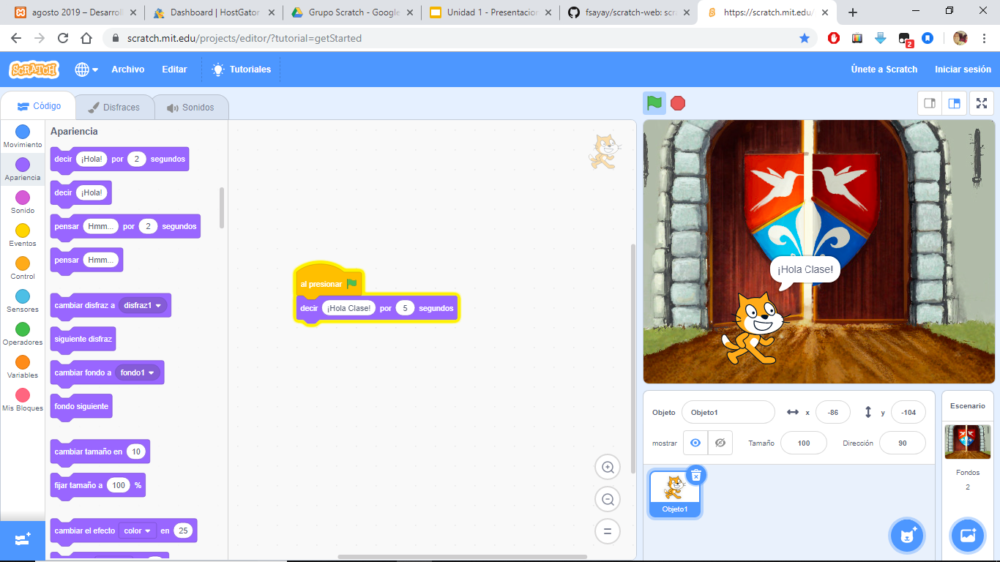 agosto 2019 – Desarroll
Dashboard | HostGator
Grupo Scratch - Google
Unidad 1 - Presentacion
fsayay/scratch-web: scra
https://scratch.mit.edu/
scratch.mit.edu/projects/editor/?tutorial=getStarted
2
SCRATCH
Archivo
Editar
Tutoriales
Únete a Scratch
Iniciar sesión
Código
Disfraces
Sonidos
Movimiento
Apariencia
Sonido
Eventos
Control
Sensores
Operadores
Variables
Mis Bloques
Apariencia
decir ¡Hola! por 2 segundos
decir ¡Hola!
pensar Hmm... por 2 segundos
pensar Hmm...
cambiar disfraz a disfraz1
siguiente disfraz
cambiar fondo a fondo1
fondo siguiente
cambiar tamaño en 10
fijar tamaño a 100 %
cambiar el efecto color en 25
al presionar
decir ¡Hola Clase! por 5 segundos
¡Hola Clase!
Objeto Objeto1 x -86 y -104
mostrar Tamaño 100 Dirección 90
Objeto1
Escenario
Fondos
2